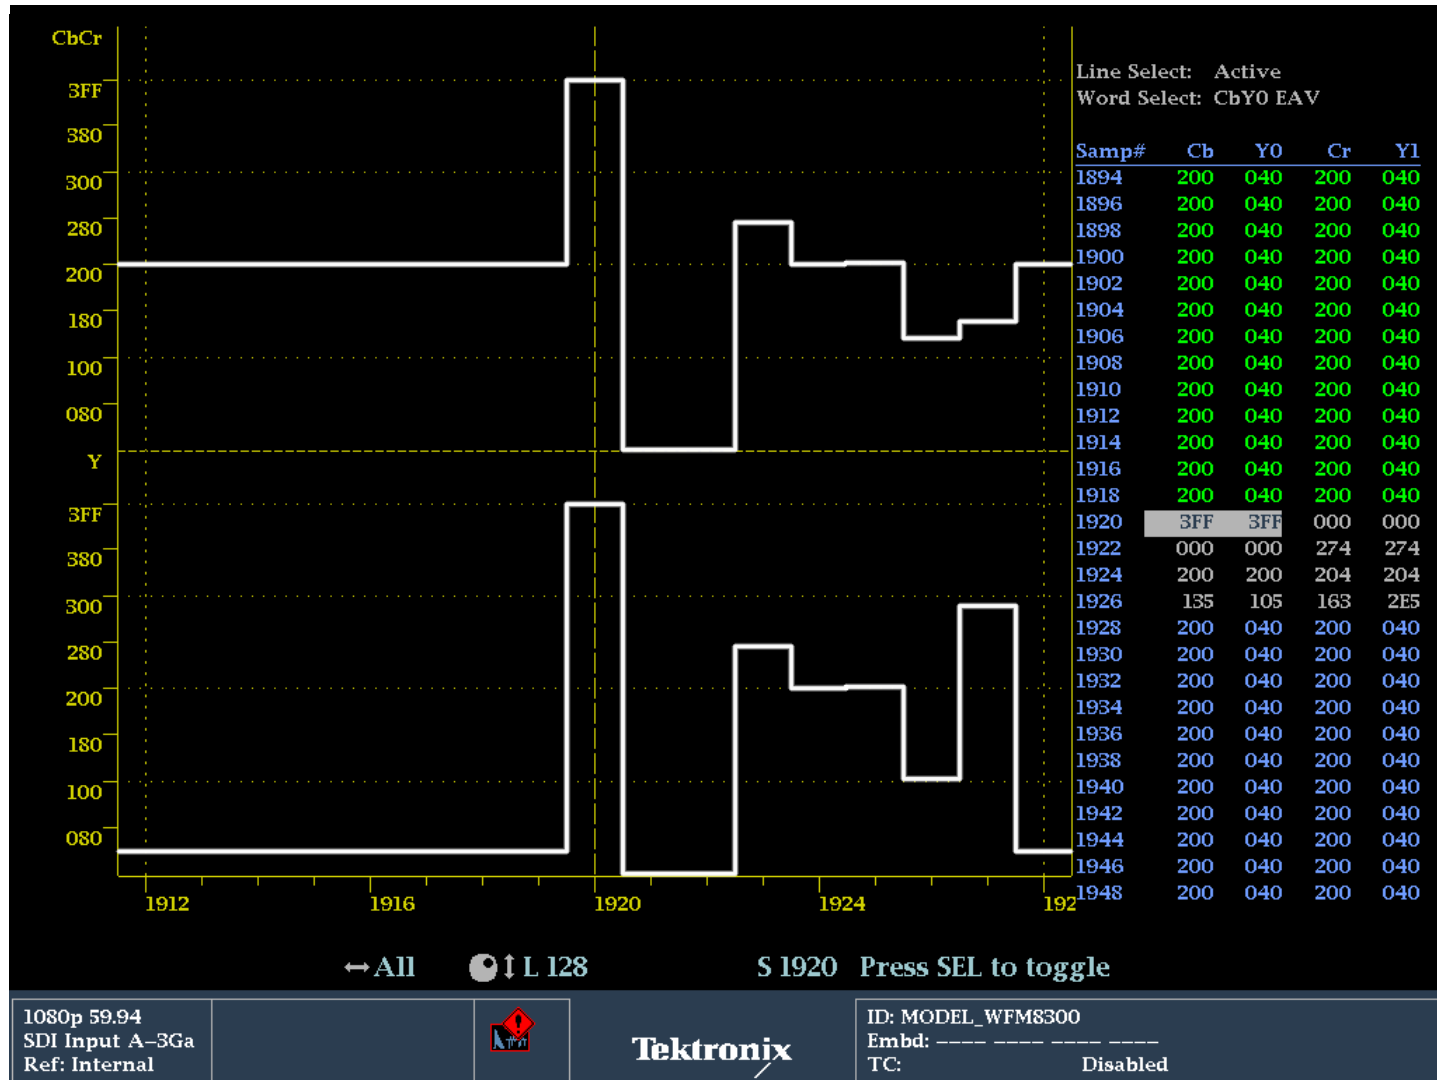 CbCr
3FF
380
300
280
200
180
100
080
Y
3FF
380
300
280
200
180
100
080
1912 1916 1920 1924 192
Line Select: Active
Word Select: CbY0 EAV
Samp# Cb Y0 Cr Y1
1894 200 040 200 040
1896 200 040 200 040
1898 200 040 200 040
1900 200 040 200 040
1902 200 040 200 040
1904 200 040 200 040
1906 200 040 200 040
1908 200 040 200 040
1910 200 040 200 040
1912 200 040 200 040
1914 200 040 200 040
1916 200 040 200 040
1918 200 040 200 040
1920 3FF 3FF 000 000
1922 000 000 274 274
1924 200 200 204 204
1926 135 105 163 2E5
1928 200 040 200 040
1930 200 040 200 040
1932 200 040 200 040
1934 200 040 200 040
1936 200 040 200 040
1938 200 040 200 040
1940 200 040 200 040
1942 200 040 200 040
1944 200 040 200 040
1946 200 040 200 040
1948 200 040 200 040
↔All ↕ L 128 S 1920 Press SEL to toggle
1080p 59.94
SDI Input A–3Ga
Ref: Internal
Tektronix
ID: MODEL_WFM8300
Embd: –––– –––– –––– ––––
TC: Disabled